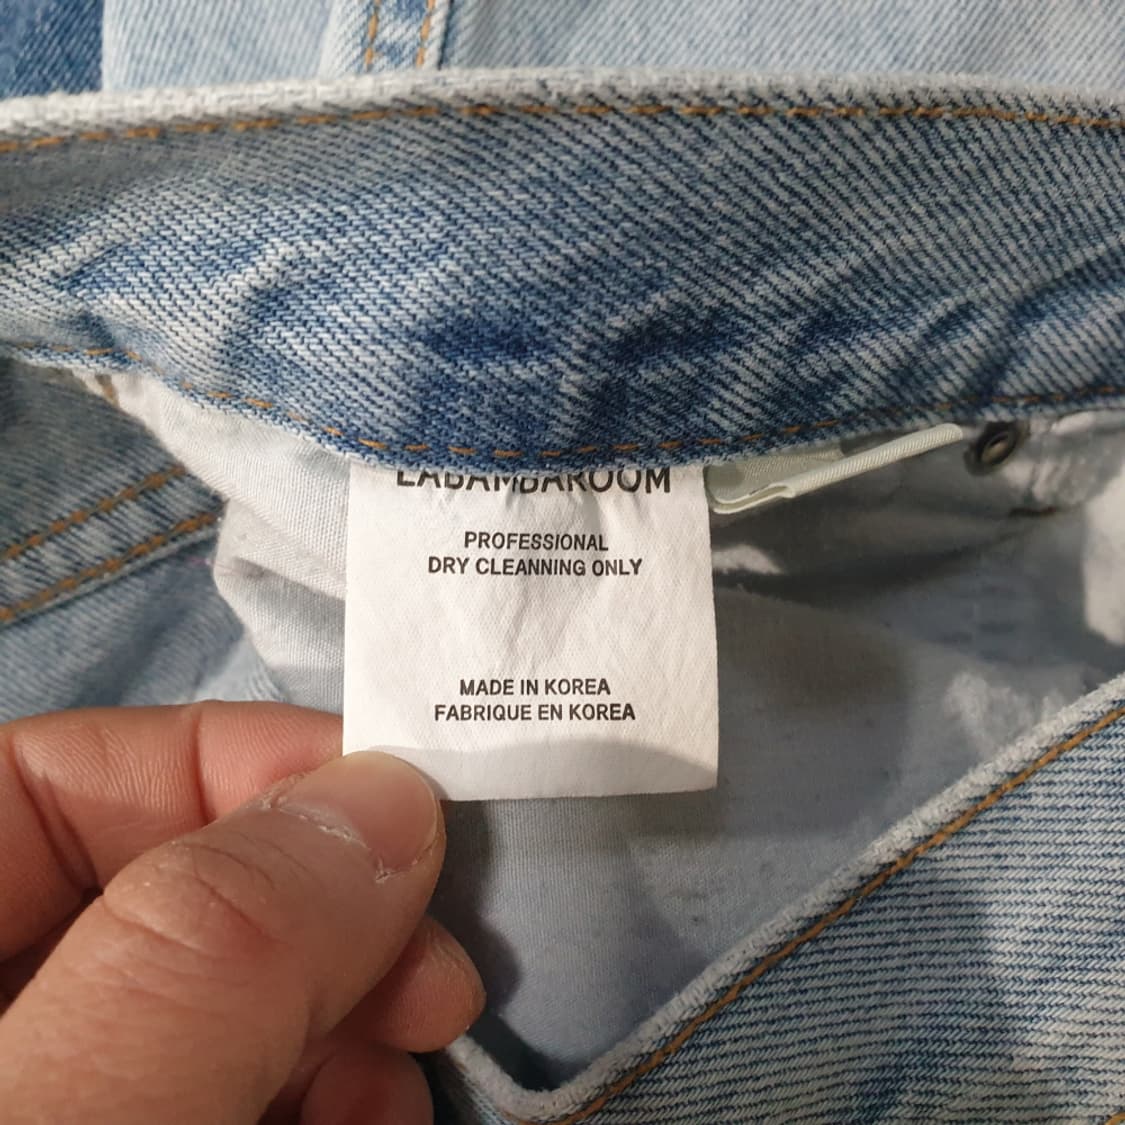 LABAMBAROOM
PROFESSIONAL
DRY CLEANNING ONLY
MADE IN KOREA
FABRIQUE EN KOREA